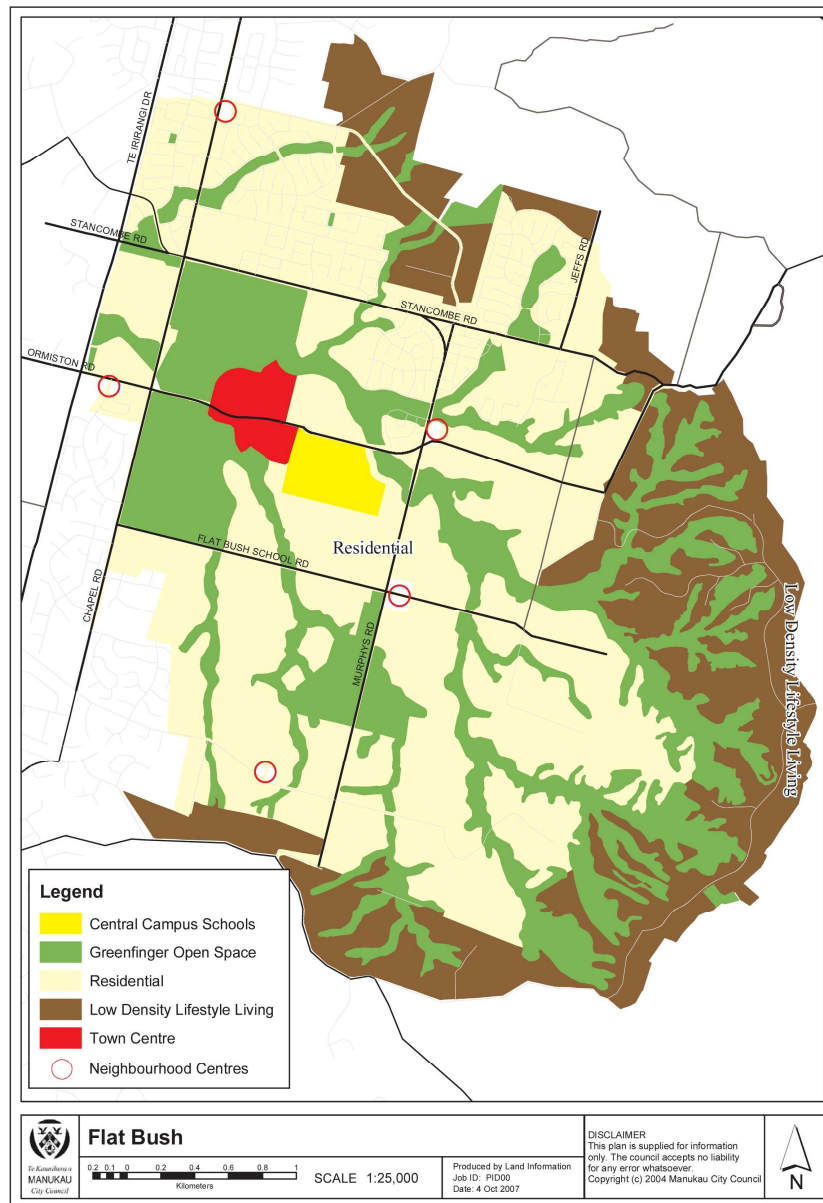 TE IRIRANGI DR
STANCOMBE RD
JEFFS RD
STANCOMBE RD
ORMISTON RD
FLAT BUSH SCHOOL RD
Residential
CHAPEL RD
MURPHYS RD
Low Density Lifestyle Living
Legend
Central Campus Schools
Greenfinger Open Space
Residential
Low Density Lifestyle Living
Town Centre
Neighbourhood Centres
Te Kaunihera o
MANUKAU
City Council
Flat Bush
0.2 0.1 0 0.2 0.4 0.6 0.8 1
Kilometers
SCALE 1:25,000
Produced by Land Information
Job ID: PID00
Date: 4 Oct 2007
DISCLAIMER
This plan is supplied for information
only. The council accepts no liability
for any error whatsoever.
Copyright (c) 2004 Manukau City Council
N